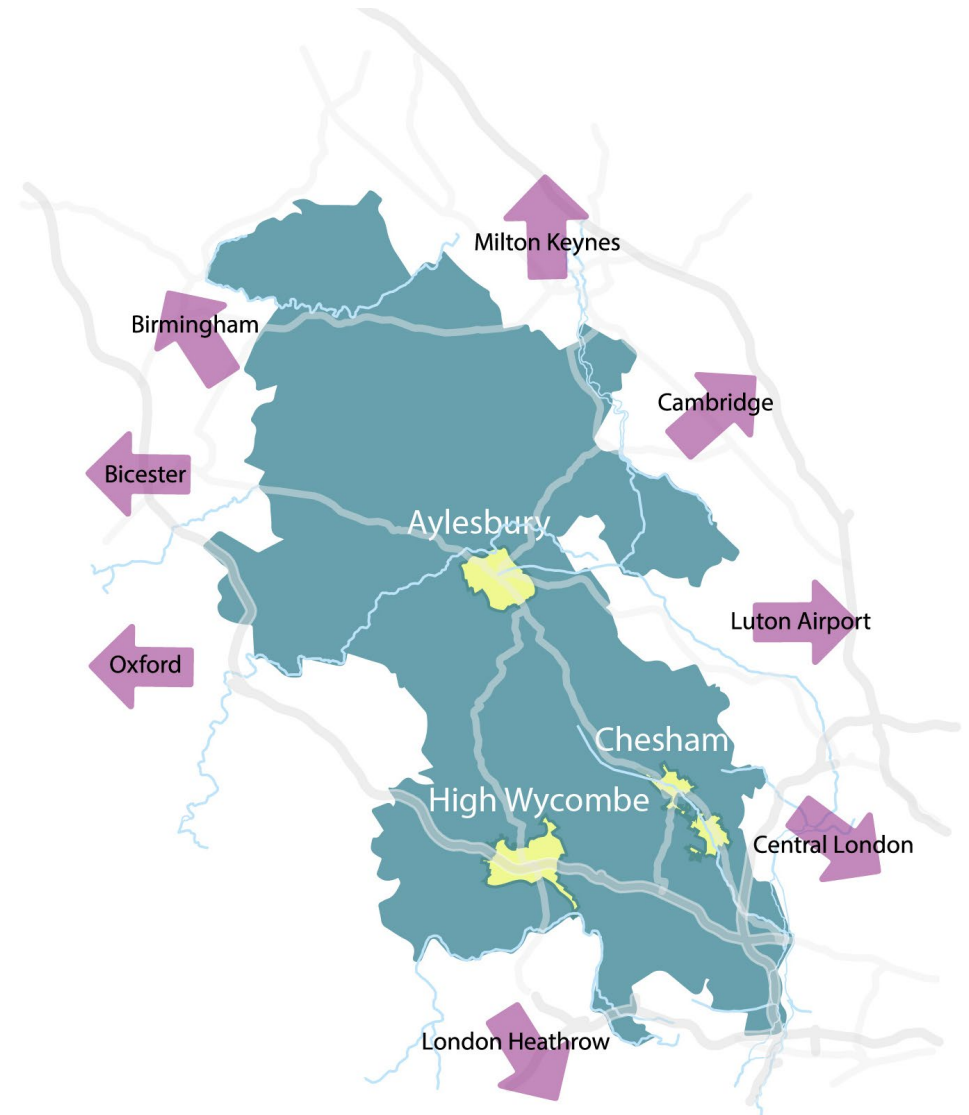 Milton Keynes
Birmingham
Cambridge
Bicester
Aylesbury
Luton Airport
Oxford
Chesham
High Wycombe
Central London
London Heathrow